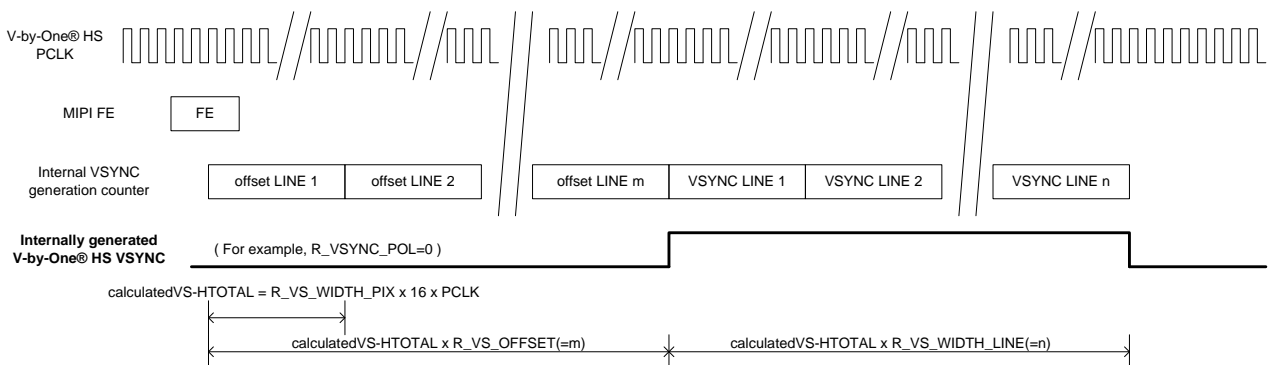 V-by-One® HS
PCLK
MIPI FE
FE
Internal VSYNC
generation counter
offset LINE 1
offset LINE 2
offset LINE m
VSYNC LINE 1
VSYNC LINE 2
VSYNC LINE n
Internally generated
V-by-One® HS VSYNC
( For example, R_VSYNC_POL=0 )
calculatedVS-HTOTAL = R_VS_WIDTH_PIX x 16 x PCLK
calculatedVS-HTOTAL x R_VS_OFFSET(=m)
calculatedVS-HTOTAL x R_VS_WIDTH_LINE(=n)